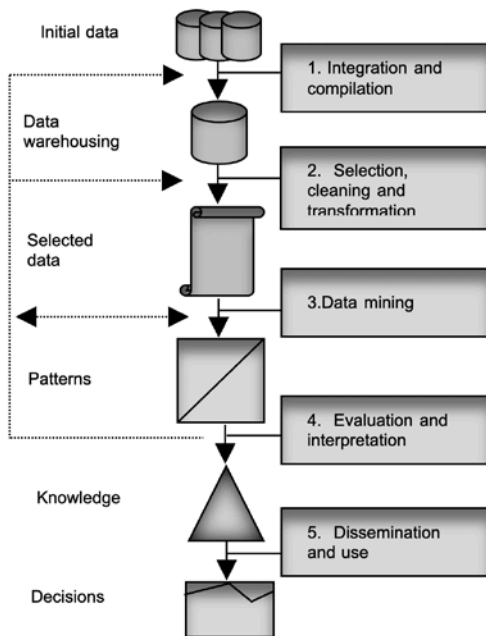 Initial data
1. Integration and
compilation
Data
warehousing
2. Selection,
cleaning and
transformation
Selected
data
3.Data mining
Patterns
4. Evaluation and
interpretation
Knowledge
5. Dissemination
and use
Decisions